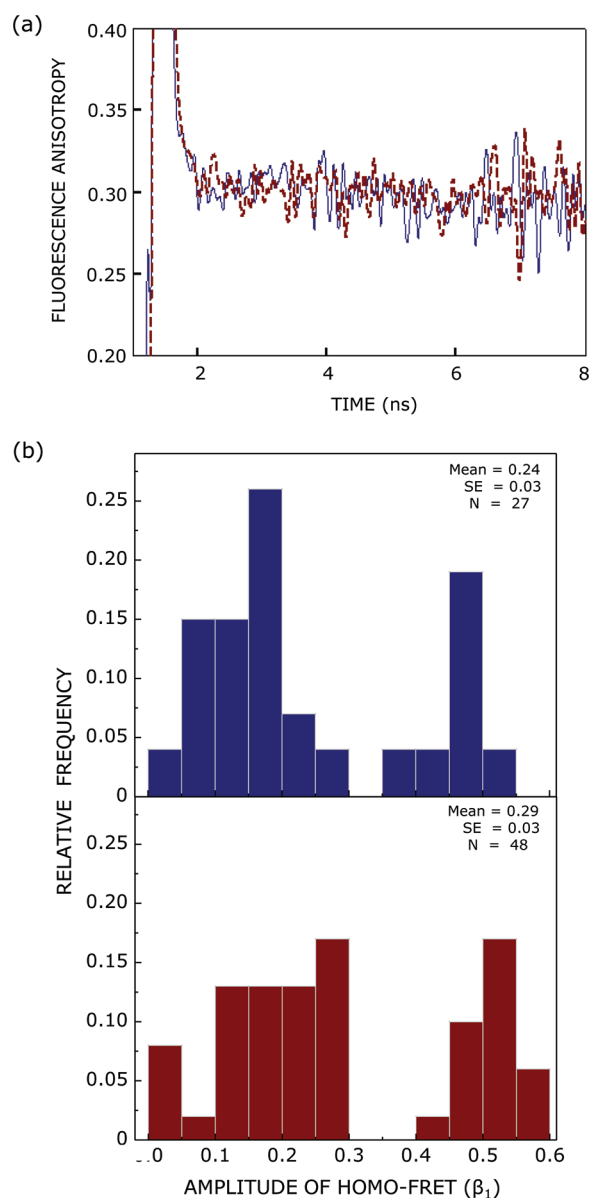 (a)
FLUORESCENCE ANISOTROPY
0.40
0.35
0.30
0.25
0.20
2 4 6 8
TIME (ns)
(b)
RELATIVE FREQUENCY
Mean = 0.24
SE = 0.03
N = 27
0.25
0.20
0.15
0.10
0.05
0
Mean = 0.29
SE = 0.03
N = 48
0.25
0.20
0.15
0.10
0.05
0
0.1 0.2 0.3 0.4 0.5 0.6
AMPLITUDE OF HOMO-FRET (β₁)